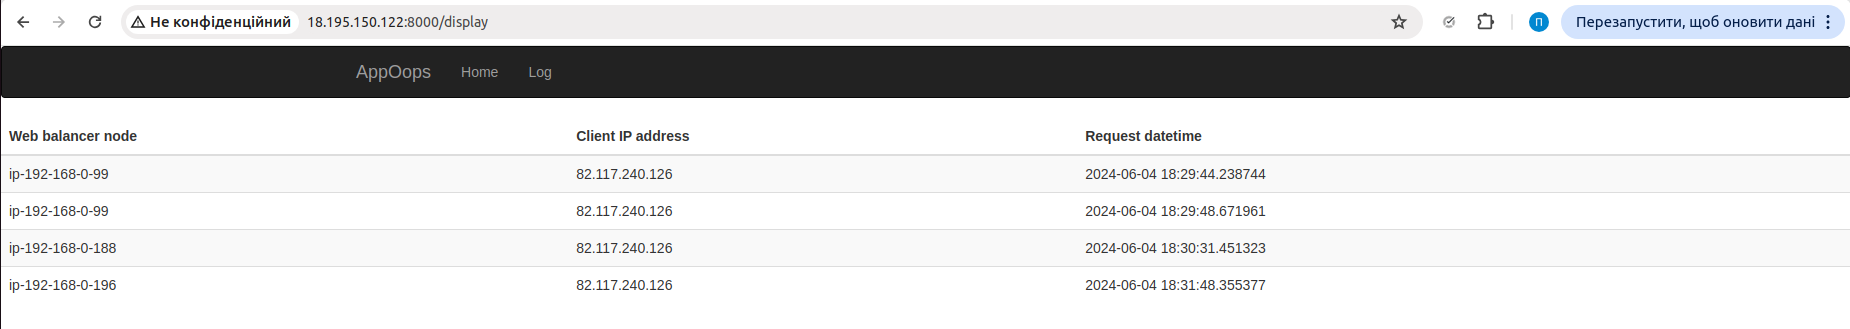 Не конфіденційний 18.195.150.122:8000/display П Перезапустити, щоб оновити дані
AppOops Home Log
Web balancer node Client IP address Request datetime
ip-192-168-0-99 82.117.240.126 2024-06-04 18:29:44.238744
ip-192-168-0-99 82.117.240.126 2024-06-04 18:29:48.671961
ip-192-168-0-188 82.117.240.126 2024-06-04 18:30:31.451323
ip-192-168-0-196 82.117.240.126 2024-06-04 18:31:48.355377